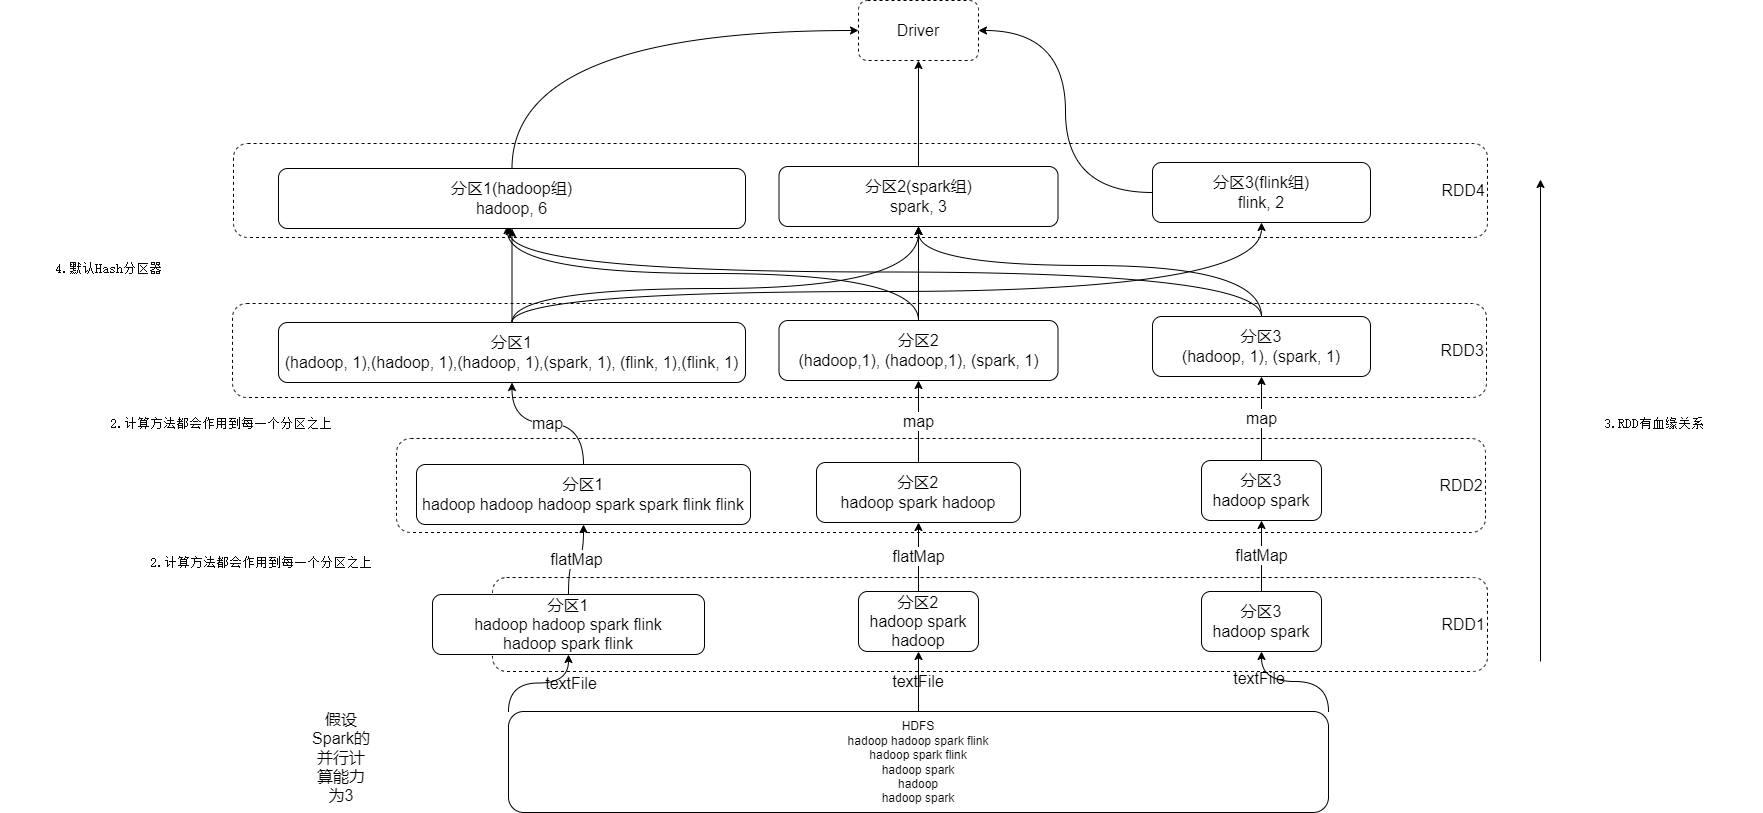 Driver
分区1(hadoop组)
hadoop, 6
分区2(spark组)
spark, 3
分区3(flink组)
flink, 2
RDD4
4.默认Hash分区器
分区1
(hadoop, 1),(hadoop, 1),(hadoop, 1),(spark, 1), (flink, 1),(flink, 1)
分区2
(hadoop,1), (hadoop,1), (spark, 1)
分区3
(hadoop, 1), (spark, 1)
RDD3
2.计算方法都会作用到每一个分区之上
map
map
map
3.RDD有血缘关系
分区1
hadoop hadoop hadoop spark spark flink flink
分区2
hadoop spark hadoop
分区3
hadoop spark
RDD2
2.计算方法都会作用到每一个分区之上
flatMap
flatMap
flatMap
分区1
hadoop hadoop spark flink
hadoop spark flink
分区2
hadoop spark
hadoop
分区3
hadoop spark
RDD1
textFile
textFile
textFile
假设
Spark的
并行计
算能力
为3
HDFS
hadoop hadoop spark flink
hadoop spark flink
hadoop spark
hadoop
hadoop spark